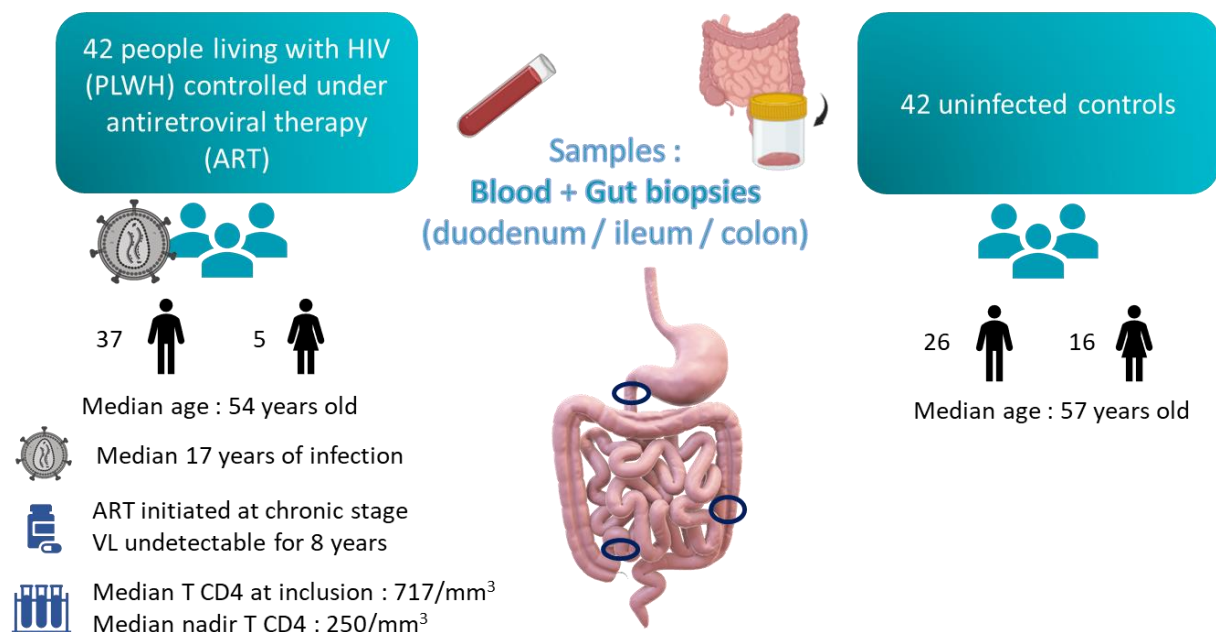 42 people living with HIV
(PLWH) controlled under
antiretroviral therapy
(ART)
Samples :
Blood + Gut biopsies
(duodenum / ileum / colon)
42 uninfected controls
37
5
Median age : 54 years old
Median 17 years of infection
ART initiated at chronic stage
VL undetectable for 8 years
Median T CD4 at inclusion : 717/mm³
Median nadir T CD4 : 250/mm³
26
16
Median age : 57 years old